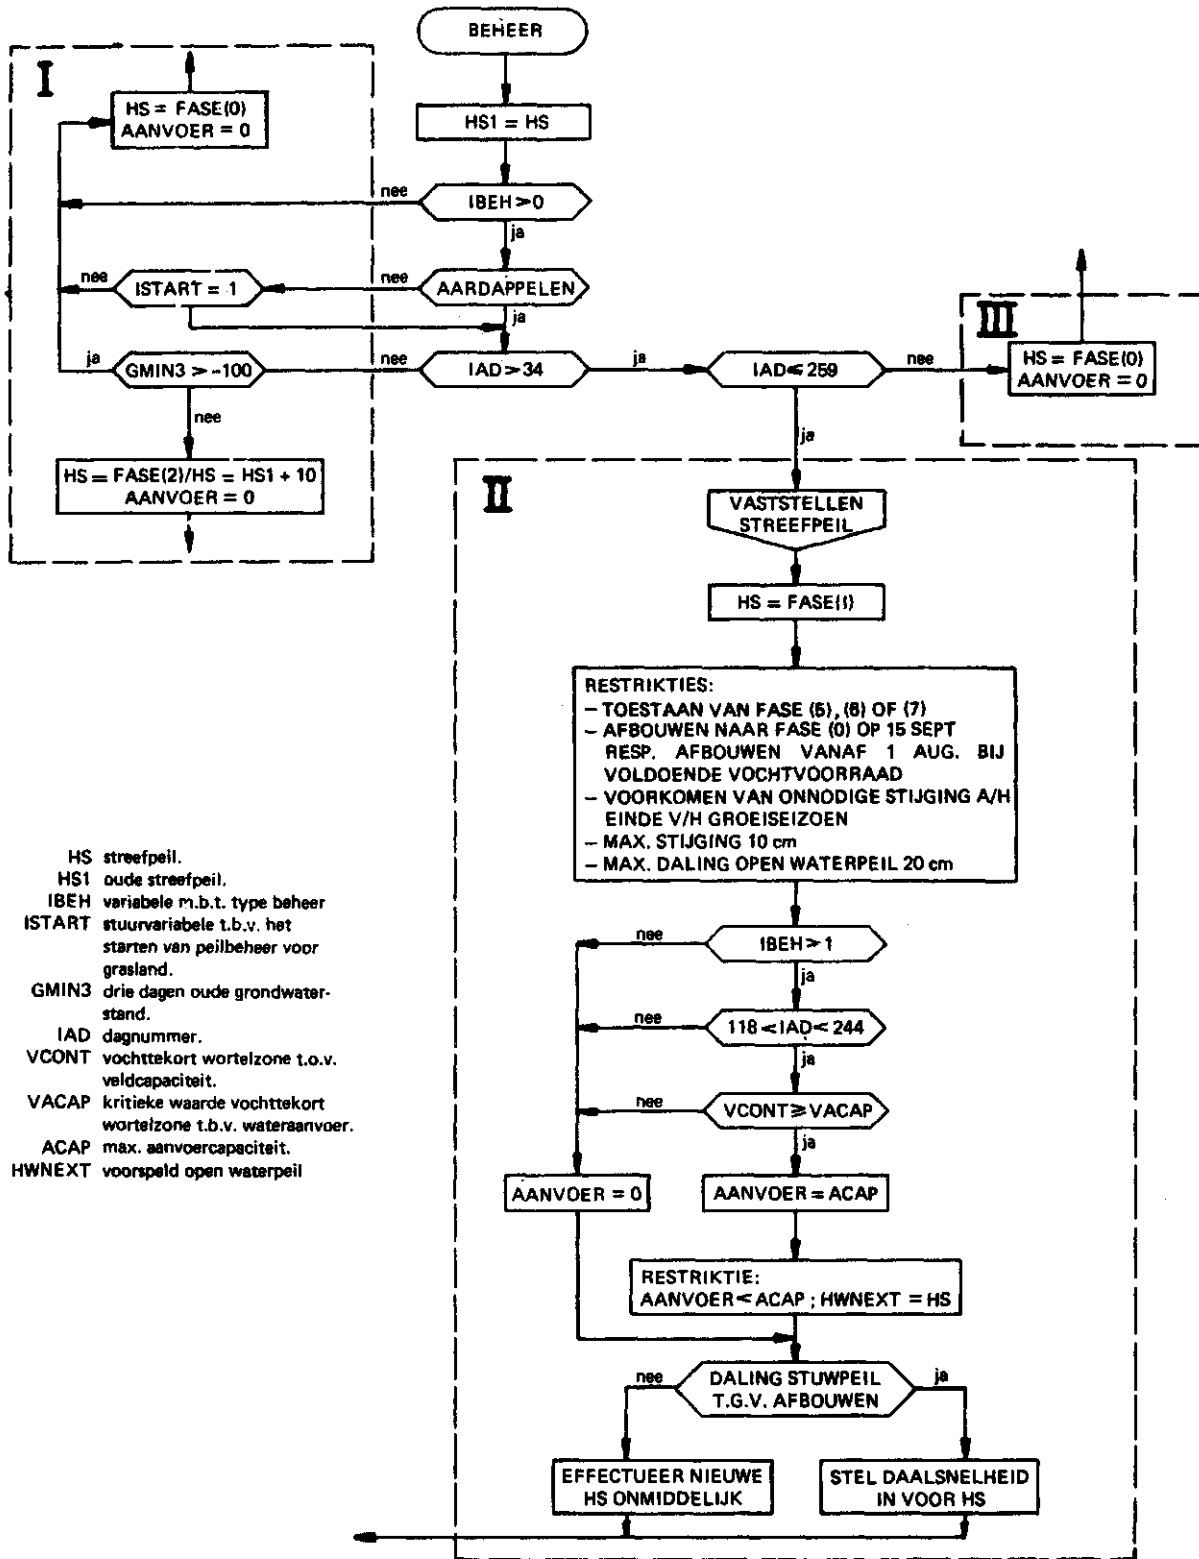 BEHEER
I
HS = FASE(0)
AANVOER = 0
HS1 = HS
nee
IBEH > 0
ja
nee
ISTART = 1
nee
AARDAPPELEN
ja
III
ja
GMIN3 > -100
nee
IAD > 34
ja
IAD ≤ 259
nee
HS = FASE(0)
AANVOER = 0
nee
ja
HS = FASE(2)/HS = HS1 + 10
AANVOER = 0
II
VASTSTELLEN
STREEFPEIL
HS = FASE(I)
RESTRIKTIES:
– TOESTAAN VAN FASE (5), (6) OF (7)
– AFBOUWEN NAAR FASE (0) OP 15 SEPT
RESP. AFBOUWEN VANAF 1 AUG. BIJ
VOLDOENDE VOCHTVOORRAAD
– VOORKOMEN VAN ONNODIGE STIJGING A/H
EINDE V/H GROEISEIZOEN
– MAX. STIJGING 10 cm
– MAX. DALING OPEN WATERPEIL 20 cm
HS streefpeil.
HS1 oude streefpeil.
IBEH variabele m.b.t. type beheer
ISTART stuurvariabele t.b.v. het
starten van peilbeheer voor
grasland.
GMIN3 drie dagen oude grondwater-
stand.
IAD dagnummer.
VCONT vochttekort wortelzone t.o.v.
veldcapaciteit.
VACAP kritieke waarde vochttekort
wortelzone t.b.v. wateraanvoer.
ACAP max. aanvoercapaciteit.
HWNEXT voorspeld open waterpeil
nee
IBEH > 1
ja
nee
118 < IAD < 244
ja
nee
VCONT ≥ VACAP
ja
AANVOER = 0
AANVOER = ACAP
RESTRIKTIE:
AANVOER < ACAP ; HWNEXT = HS
nee
DALING STUWPEIL
T.G.V. AFBOUWEN
ja
EFFECTUEER NIEUWE
HS ONMIDDELIJK
STEL DAALSNELHEID
IN VOOR HS